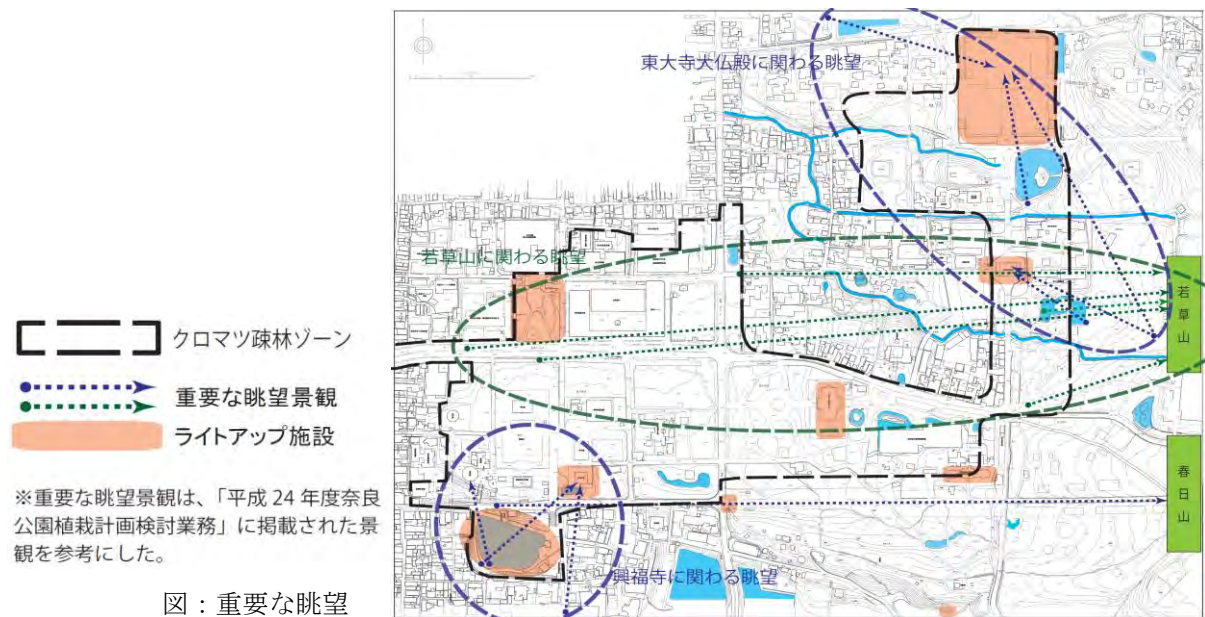 東大寺大仏殿に関わる眺望
若草山に関わる眺望
若草山
春日山
興福寺に関わる眺望
クロマツ疎林ゾーン
重要な眺望景観
ライトアップ施設
※重要な眺望景観は、「平成 24 年度奈良
公園植栽計画検討業務」に掲載された景
観を参考にした。
図：重要な眺望